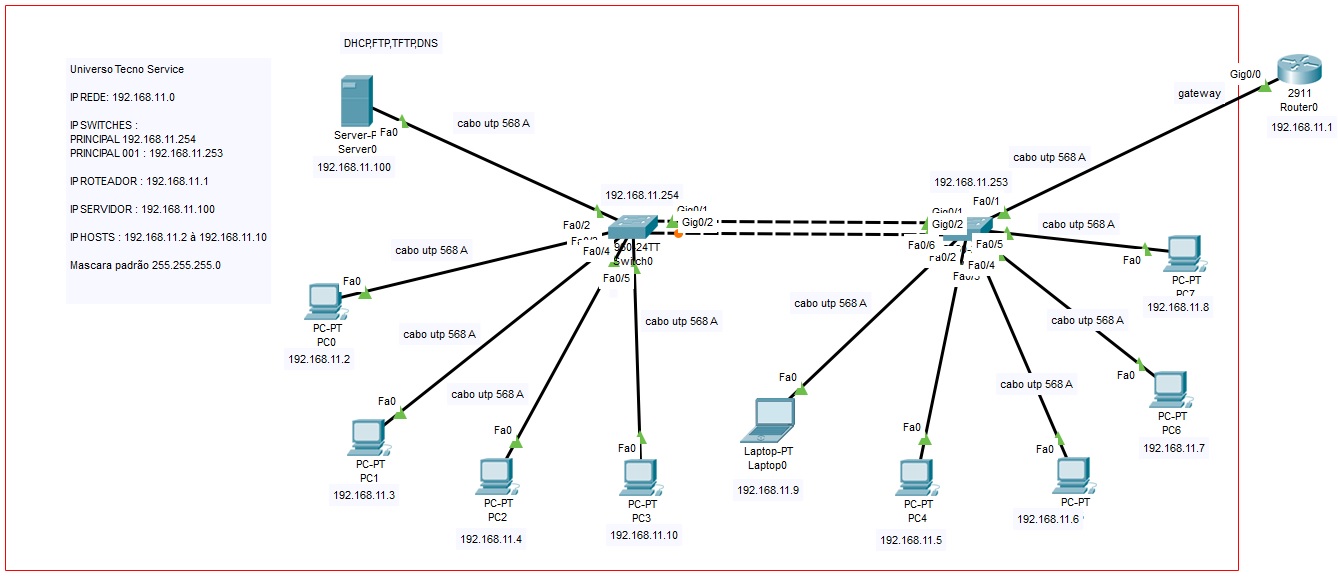 DHCP,FTP,TFTP,DNS
Universo Tecno Service
IP REDE: 192.168.11.0
IP SWITCHES :
PRINCIPAL 192.168.11.254
PRINCIPAL 001 : 192.168.11.253
IP ROTEADOR : 192.168.11.1
IP SERVIDOR : 192.168.11.100
IP HOSTS : 192.168.11.2 à 192.168.11.10
Mascara padrão 255.255.255.0
Fa0
Server0
192.168.11.100
cabo utp 568 A
Gig0/0
gateway
2911
Router0
192.168.11.1
cabo utp 568 A
192.168.11.254
Gig0/1
Gig0/2
Fa0/2
Fa0/4
Fa0/5
Switch0
192.168.11.253
Fa0/1
Gig0/1
Gig0/2
Fa0/6
Fa0/2
Fa0/5
Fa0/4
cabo utp 568 A
Fa0
PC-PT
PC0
192.168.11.2
cabo utp 568 A
Fa0
PC-PT
PC1
192.168.11.3
cabo utp 568 A
Fa0
PC-PT
PC2
192.168.11.4
cabo utp 568 A
Fa0
PC-PT
PC3
192.168.11.10
cabo utp 568 A
Fa0
Laptop-PT
Laptop0
192.168.11.9
Fa0
PC-PT
PC4
192.168.11.5
cabo utp 568 A
Fa0
PC-PT
192.168.11.6
cabo utp 568 A
Fa0
PC-PT
PC6
192.168.11.7
cabo utp 568 A
Fa0
PC-PT
PC7
192.168.11.8